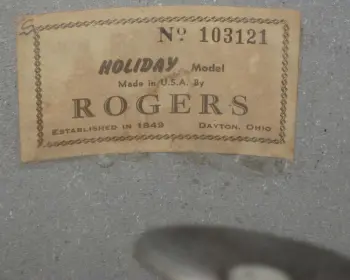 Nº 103121
HOLIDAY Model
Made in U.S.A. By
ROGERS
ESTABLISHED IN 1849 DAYTON, OHIO